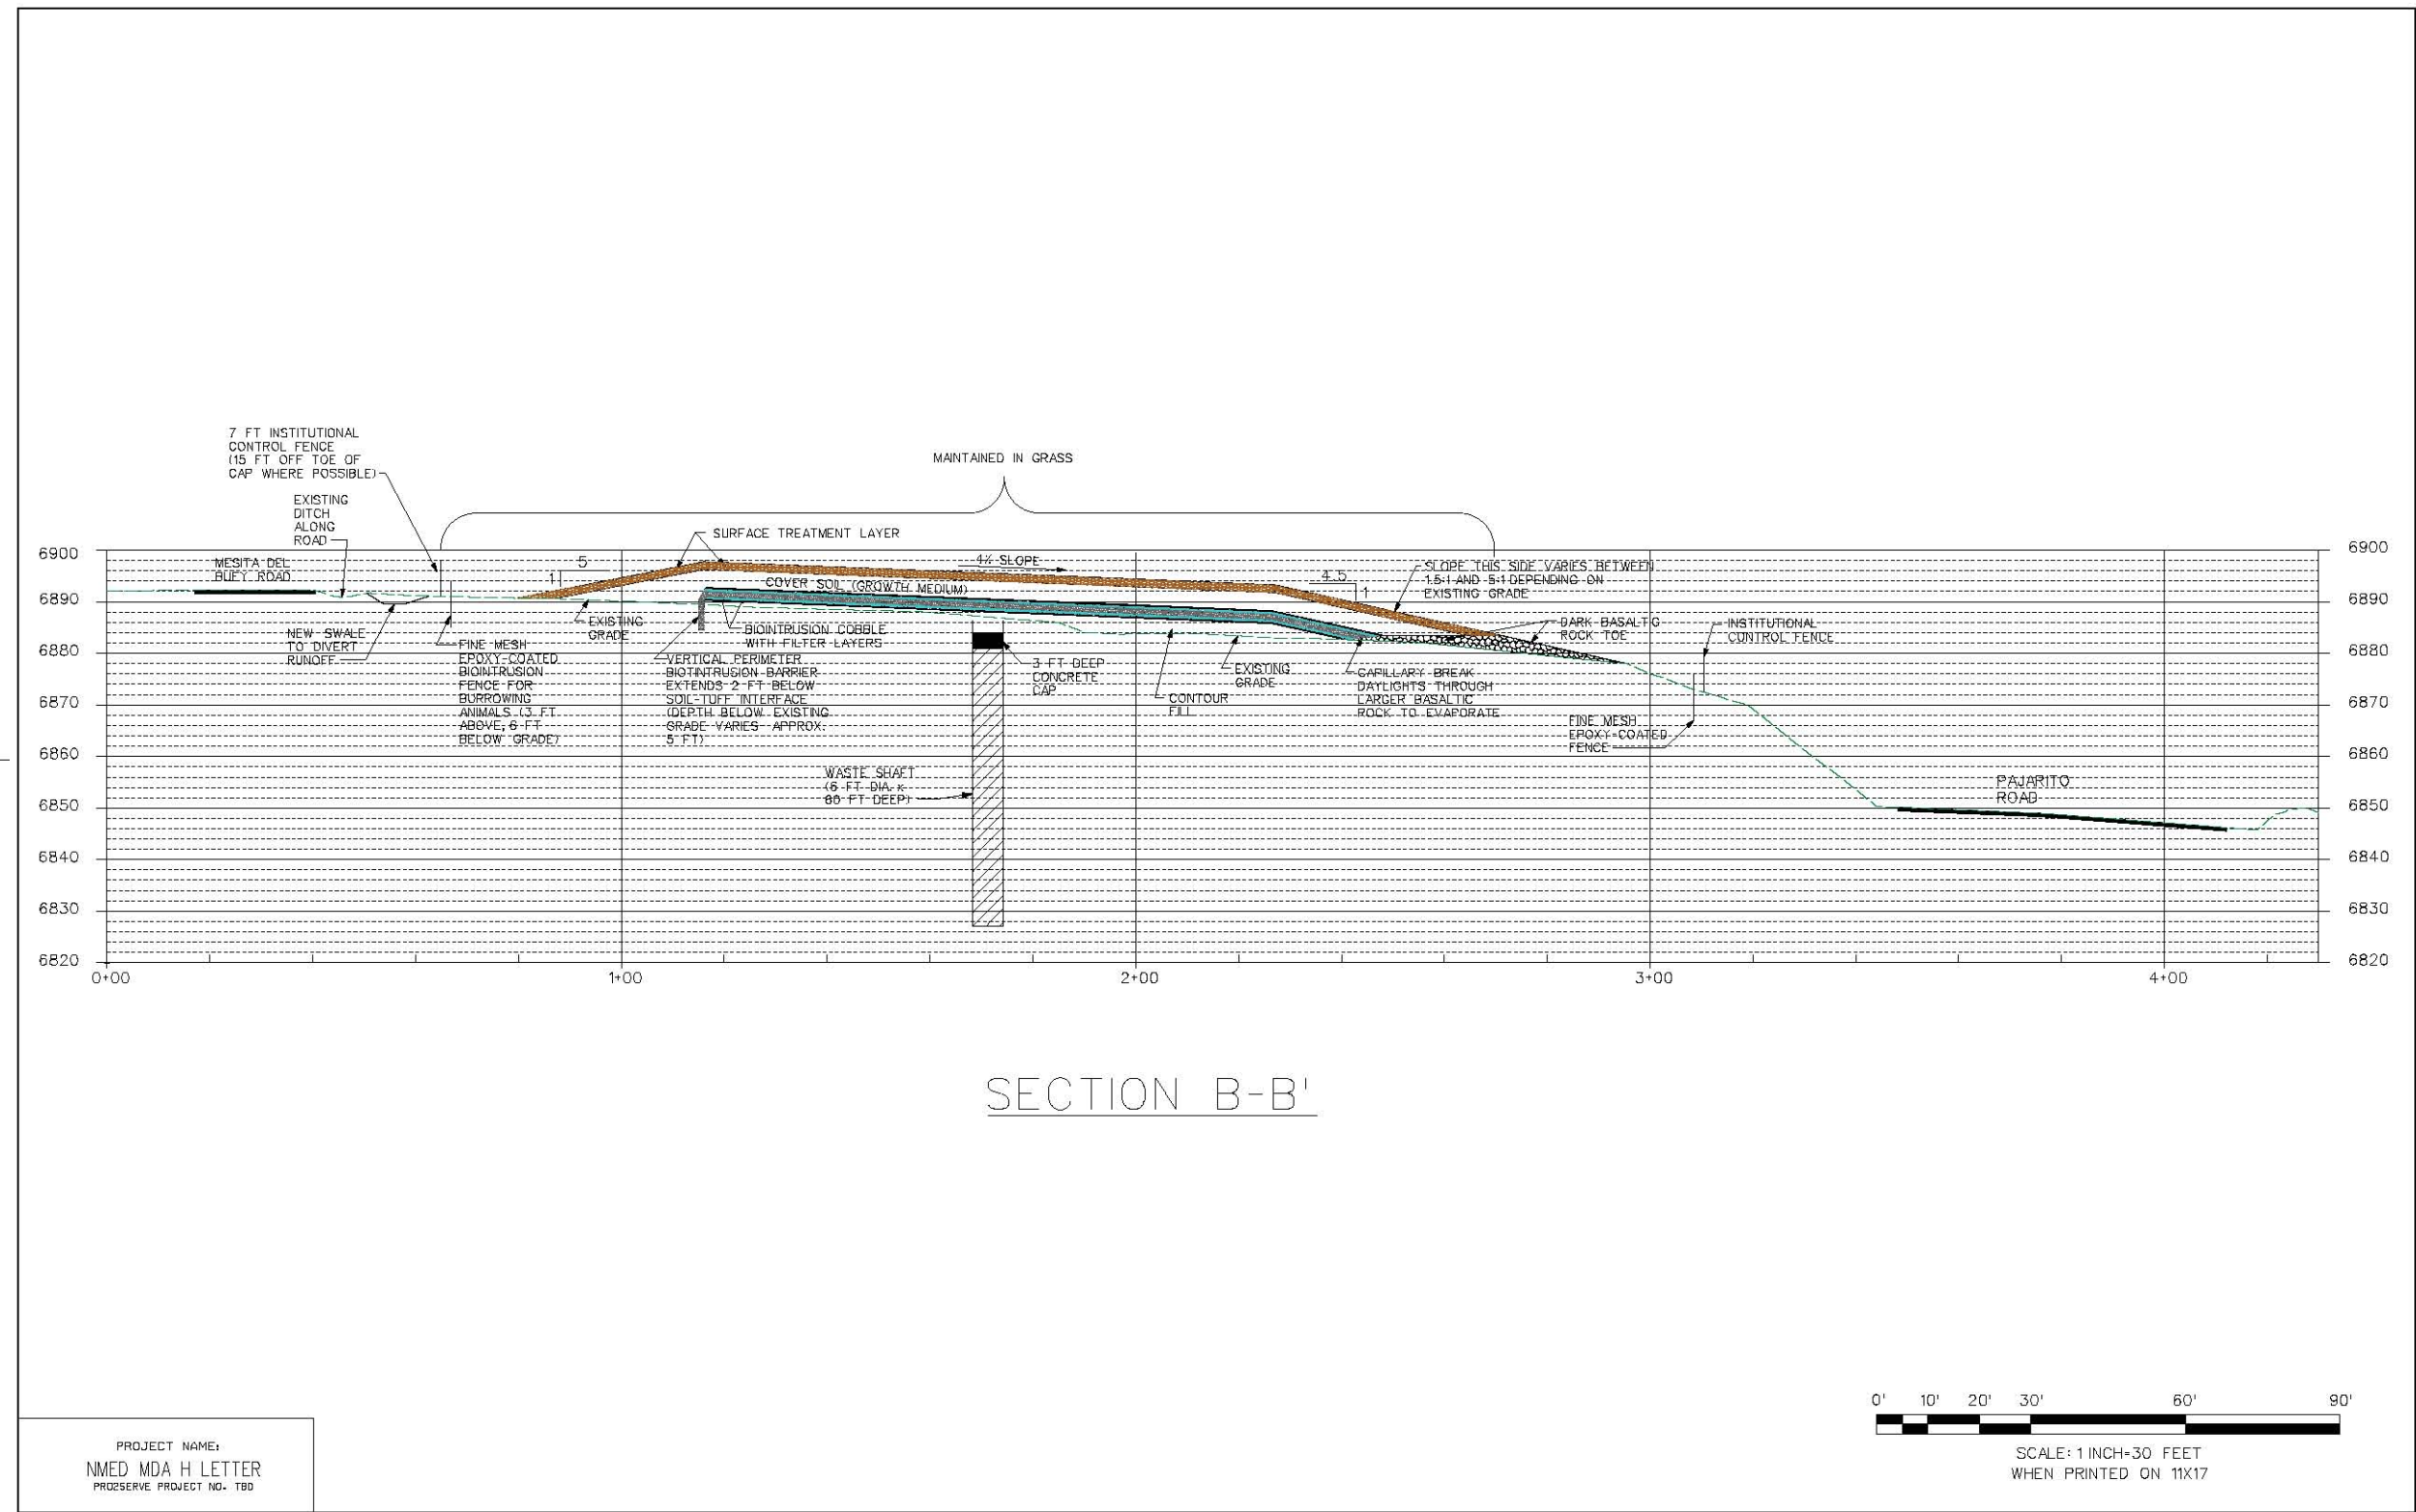 7 FT INSTITUTIONAL
CONTROL FENCE
(15 FT OFF TOE OF
CAP WHERE POSSIBLE)
EXISTING
DITCH
ALONG
ROAD
MAINTAINED IN GRASS
SURFACE TREATMENT LAYER
6900
6900
MESITA DEL
BUEY ROAD
5
1
4% SLOPE
COVER SOIL (GROWTH MEDIUM)
4.5
1
SLOPE THIS SIDE VARIES BETWEEN
1.5:1 AND 5:1 DEPENDING ON
EXISTING GRADE
6890
6890
NEW SWALE
TO DIVERT
RUNOFF
EXISTING
GRADE
BIOINTRUSION COBBLE
WITH FILTER LAYERS
DARK BASALTIC
ROCK TOE
INSTITUTIONAL
CONTROL FENCE
6880
6880
FINE MESH
EPOXY-COATED
BIOINTRUSION
FENCE FOR
BURROWING
ANIMALS (3 FT
ABOVE, 6 FT
BELOW GRADE)
VERTICAL PERIMETER
BIOTINTRUSION BARRIER
EXTENDS 2 FT BELOW
SOIL-TUFF INTERFACE
(DEPTH BELOW EXISTING
GRADE VARIES APPROX.
5 FT)
3 FT DEEP
CONCRETE
CAP
CONTOUR
FILL
EXISTING
GRADE
CAPILLARY BREAK
DAYLIGHTS THROUGH
LARGER BASALTIC
ROCK TO EVAPORATE
FINE MESH
EPOXY-COATED
FENCE
6870
6870
6860
6860
WASTE SHAFT
(6 FT DIA. x
60 FT DEEP)
PAJARITO
ROAD
6850
6850
6840
6840
6830
6830
6820
6820
0+00
1+00
2+00
3+00
4+00
SECTION B-B'
0' 10' 20' 30' 60' 90'
SCALE: 1 INCH=30 FEET
WHEN PRINTED ON 11X17
PROJECT NAME:
NMED MDA H LETTER
PRO2SERVE PROJECT NO. TBD